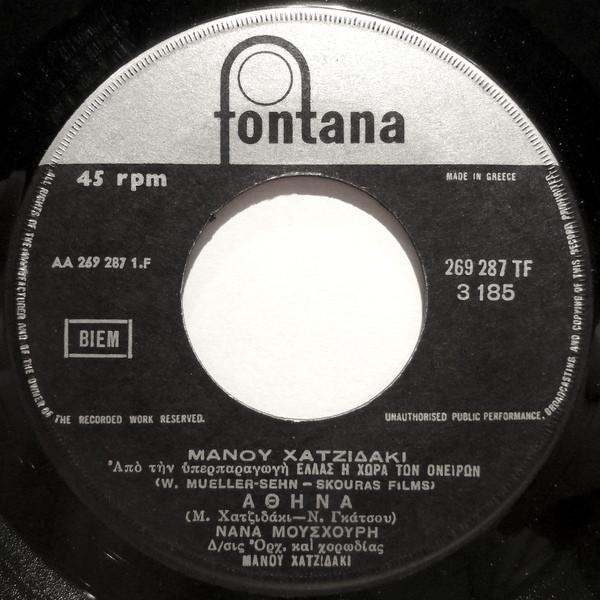 fontana
45 rpm
MADE IN GREECE
AA 269 287 1.F
269 287 TF
3 185
BIEM
ALL RIGHTS OF THE MANUFACTURER AND OF THE OWNER OF THE RECORDED WORK RESERVED.
UNAUTHORISED PUBLIC PERFORMANCE, BROADCASTING AND COPYING OF THIS RECORD PROHIBITED
ΜΑΝΟΥ ΧΑΤΖΙΔΑΚΙ
Ἀπὸ τὴν ὑπερπαραγωγὴ ΕΛΛΑΣ Η ΧΩΡΑ ΤΩΝ ΟΝΕΙΡΩΝ
(W. MUELLER-SEHN – SKOURAS FILMS)
ΑΘΗΝΑ
(Μ. Χατζιδάκι—Ν. Γκάτσου)
ΝΑΝΑ ΜΟΥΣΧΟΥΡΗ
Δ/σις Ὀρχ. καὶ χορωδίας
ΜΑΝΟΥ ΧΑΤΖΙΔΑΚΙ